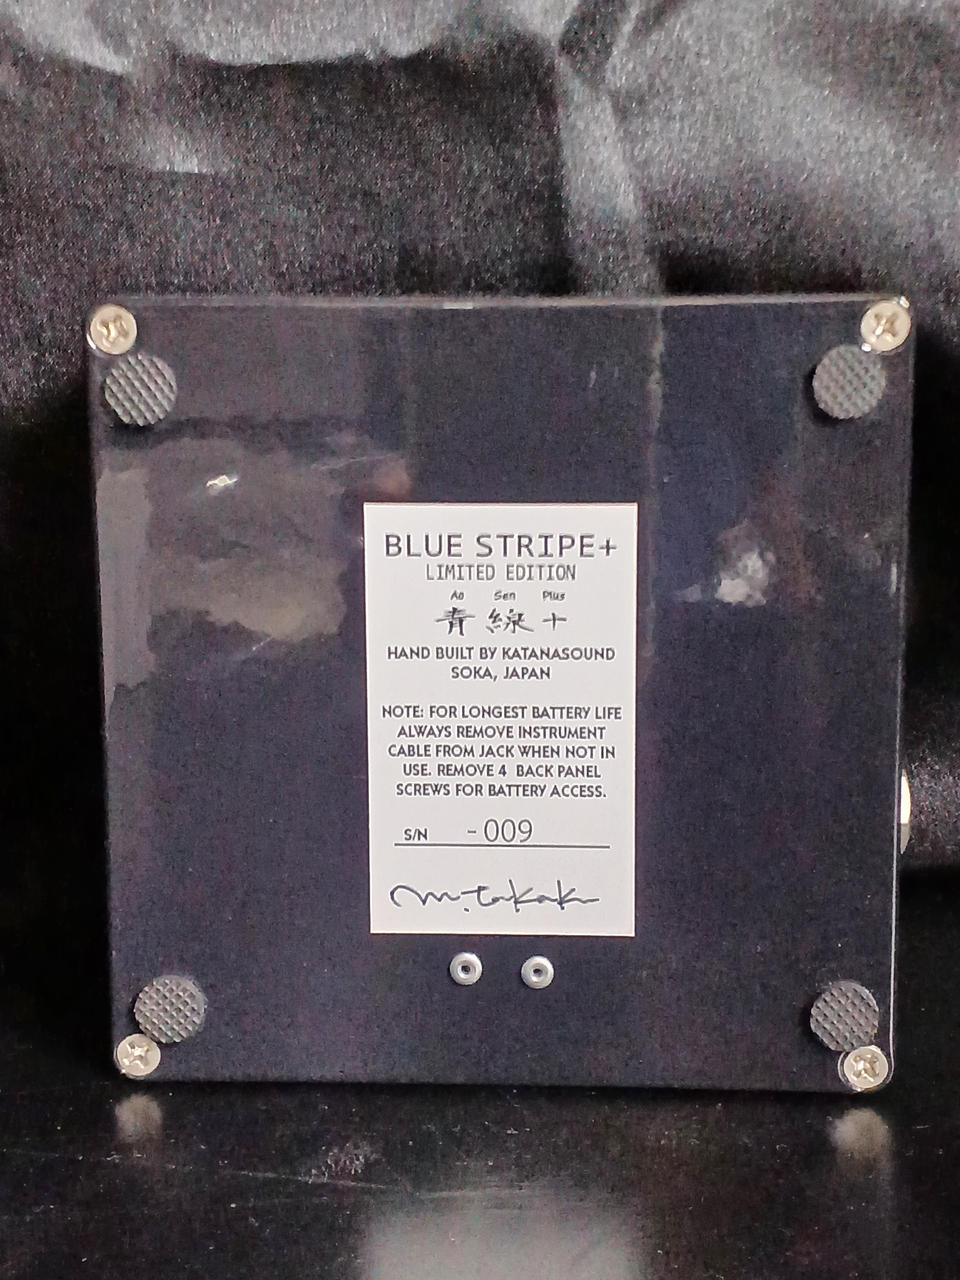 BLUE STRIPE+
LIMITED EDITION
Ao Sen Plus
青線+
HAND BUILT BY KATANASOUND
SOKA, JAPAN
NOTE: FOR LONGEST BATTERY LIFE
ALWAYS REMOVE INSTRUMENT
CABLE FROM JACK WHEN NOT IN
USE. REMOVE 4 BACK PANEL
SCREWS FOR BATTERY ACCESS.
S/N -009